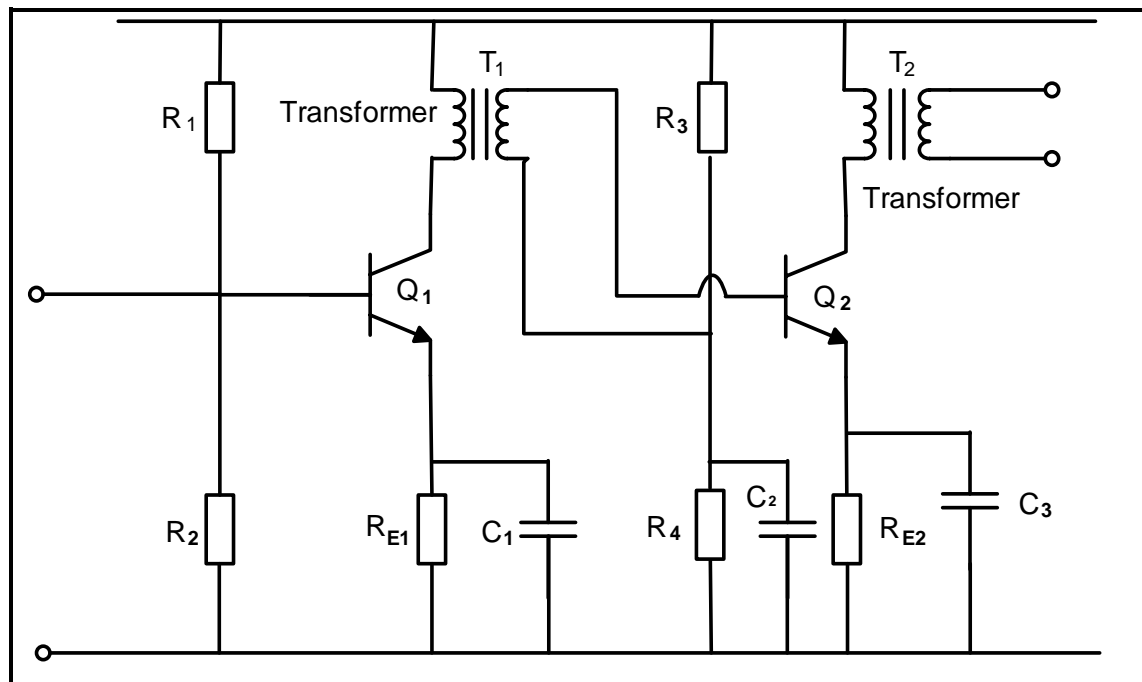 T1
T2
Transformer
R1
R3
Transformer
Q1
Q2
R2
RE1
C1
R4
C2
RE2
C3